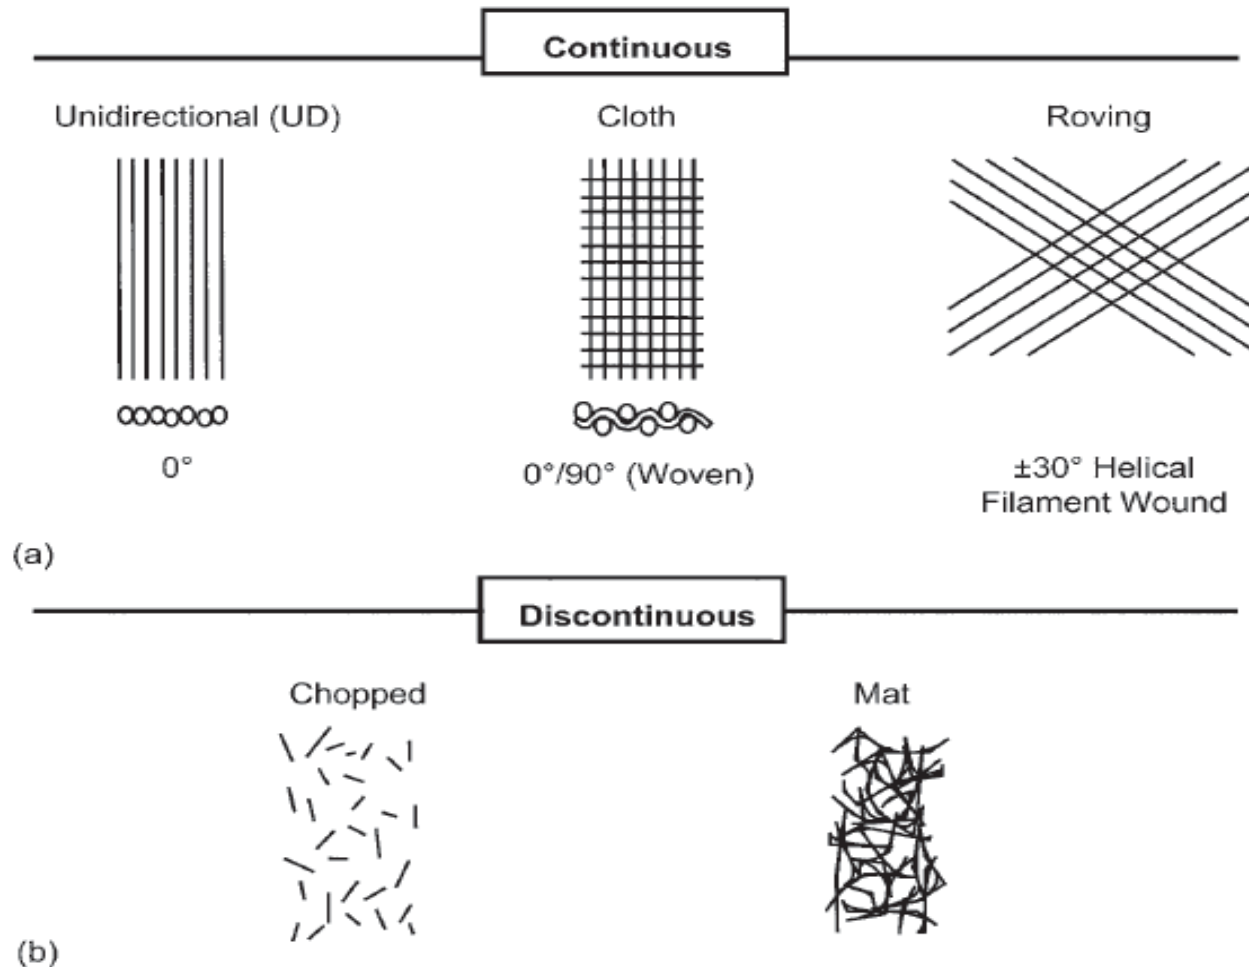 Continuous
Unidirectional (UD)
Cloth
Roving
0°
0°/90° (Woven)
±30° Helical
Filament Wound
(a)
Discontinuous
Chopped
Mat
(b)